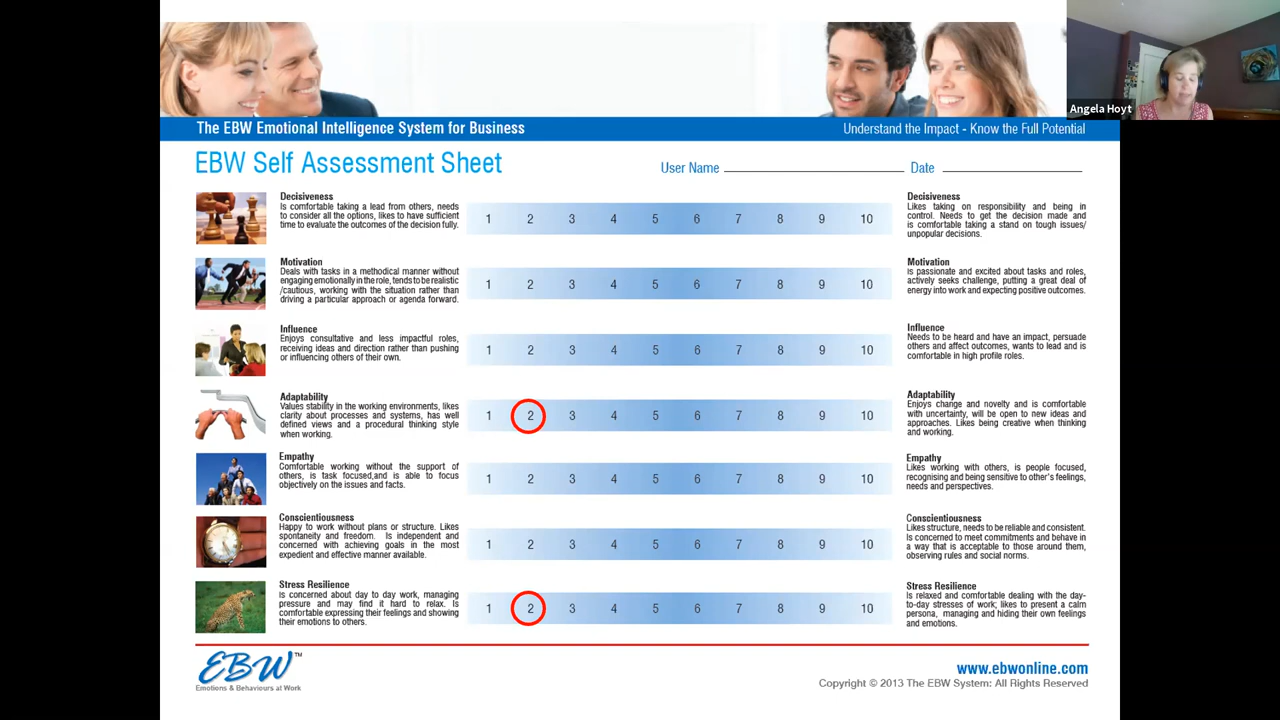 Angela Hoyt
The EBW Emotional Intelligence System for Business
Understand the Impact - Know the Full Potential
EBW Self Assessment Sheet
User Name
Date
Decisiveness
Is comfortable taking a lead from others, needs
to consider all the options, likes to have sufficient
time to evaluate the outcomes of the decision fully.
1 2 3 4 5 6 7 8 9 10
Decisiveness
Likes taking on responsibility and being in
control. Needs to get the decision made and
is comfortable taking a stand on tough issues/
unpopular decisions.
Motivation
Deals with tasks in a methodical manner without
engaging emotionally in the role, tends to be realistic
/cautious, working with the situation rather than
driving a particular approach or agenda forward.
1 2 3 4 5 6 7 8 9 10
Motivation
is passionate and excited about tasks and roles,
actively seeks challenge, putting a great deal of
energy into work and expecting positive outcomes.
Influence
Enjoys consultative and less impactful roles,
receiving ideas and direction rather than pushing
or influencing others of their own.
1 2 3 4 5 6 7 8 9 10
Influence
Needs to be heard and have an impact, persuade
others and affect outcomes, wants to lead and is
comfortable in high profile roles.
Adaptability
Values stability in the working environments, likes
clarity about processes and systems, has well
defined views and a procedural thinking style
when working.
1 2 3 4 5 6 7 8 9 10
Adaptability
Enjoys change and novelty and is comfortable
with uncertainty, will be open to new ideas and
approaches. Likes being creative when thinking
and working.
Empathy
Comfortable working without the support of
others, is task focused,and is able to focus
objectively on the issues and facts.
1 2 3 4 5 6 7 8 9 10
Empathy
Likes working with others, is people focused,
recognising and being sensitive to other's feelings,
needs and perspectives.
Conscientiousness
Happy to work without plans or structure. Likes
spontaneity and freedom. Is independent and
concerned with achieving goals in the most
expedient and effective manner available.
1 2 3 4 5 6 7 8 9 10
Conscientiousness
Likes structure, needs to be reliable and consistent.
Is concerned to meet commitments and behave in
a way that is acceptable to those around them,
observing rules and social norms.
Stress Resilience
Is concerned about day to day work, managing
pressure and may find it hard to relax. Is
comfortable expressing their feelings and showing
their emotions to others.
1 2 3 4 5 6 7 8 9 10
Stress Resilience
Is relaxed and comfortable dealing with the day-
to-day stresses of work; likes to present a calm
persona, managing and hiding their own feelings
and emotions.
EBW™
Emotions & Behaviours at Work
www.ebwonline.com
Copyright © 2013 The EBW System: All Rights Reserved